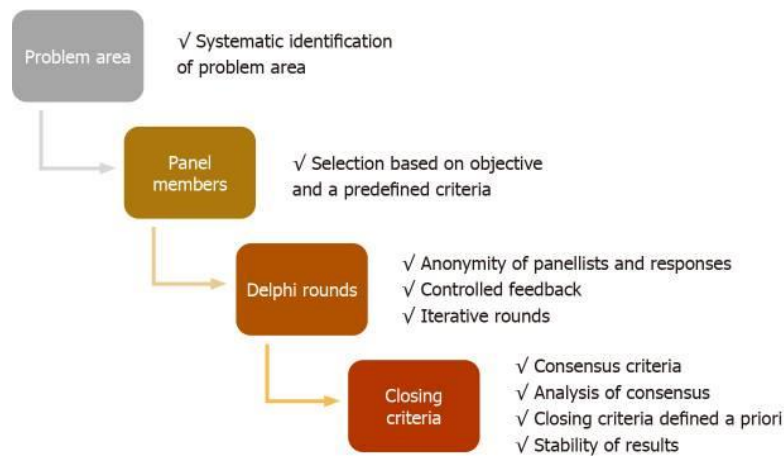 Problem area
√ Systematic identification
of problem area
Panel
members
√ Selection based on objective
and a predefined criteria
Delphi rounds
√ Anonymity of panellists and responses
√ Controlled feedback
√ Iterative rounds
Closing
criteria
√ Consensus criteria
√ Analysis of consensus
√ Closing criteria defined a priori
√ Stability of results